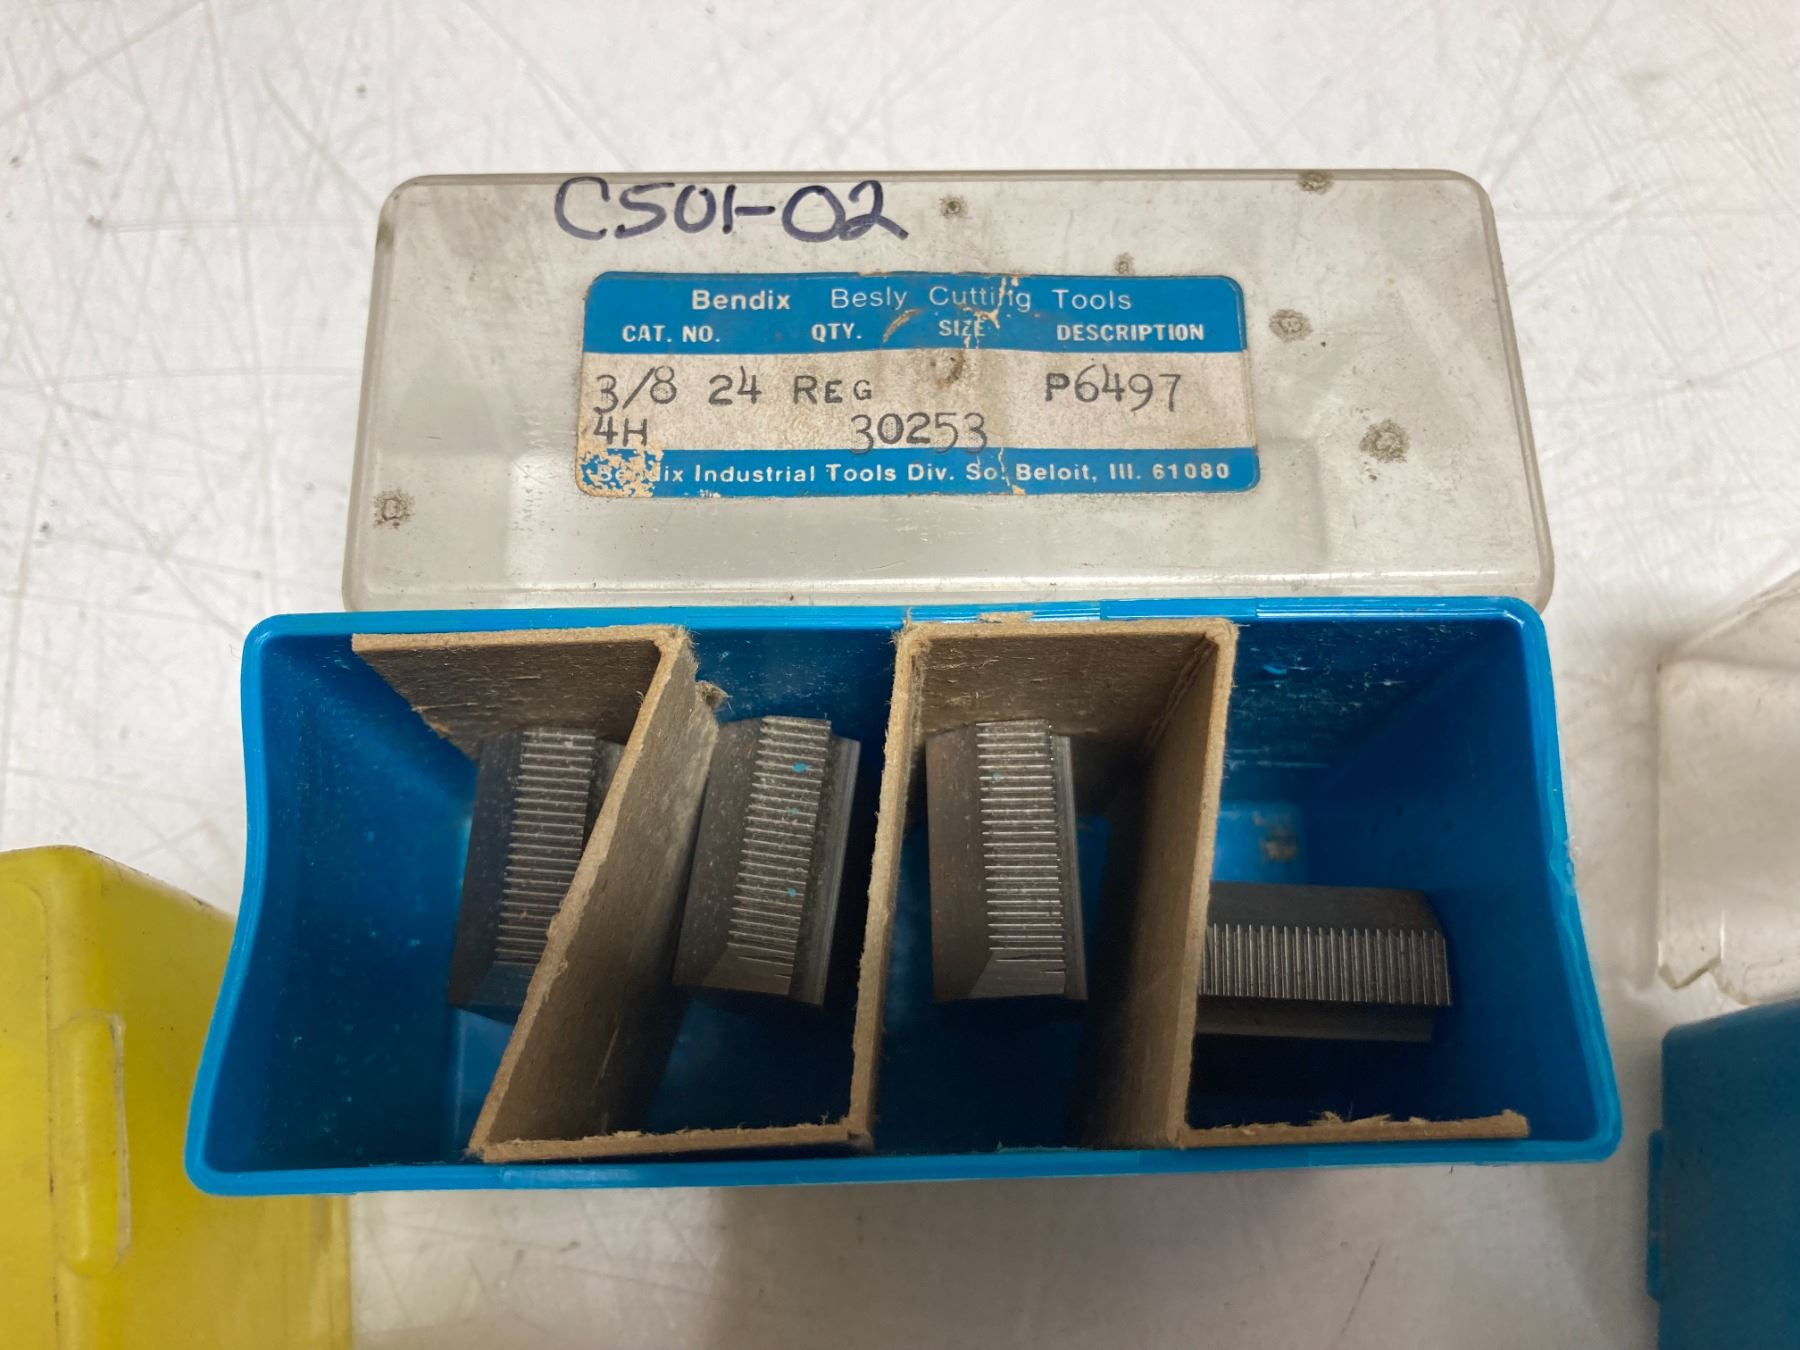 C501-02
Bendix Besly Cutting Tools
CAT. NO. QTY. SIZE DESCRIPTION
3/8 24 REG P6497
4H 30253
Bendix Industrial Tools Div. So. Beloit, Ill. 61080